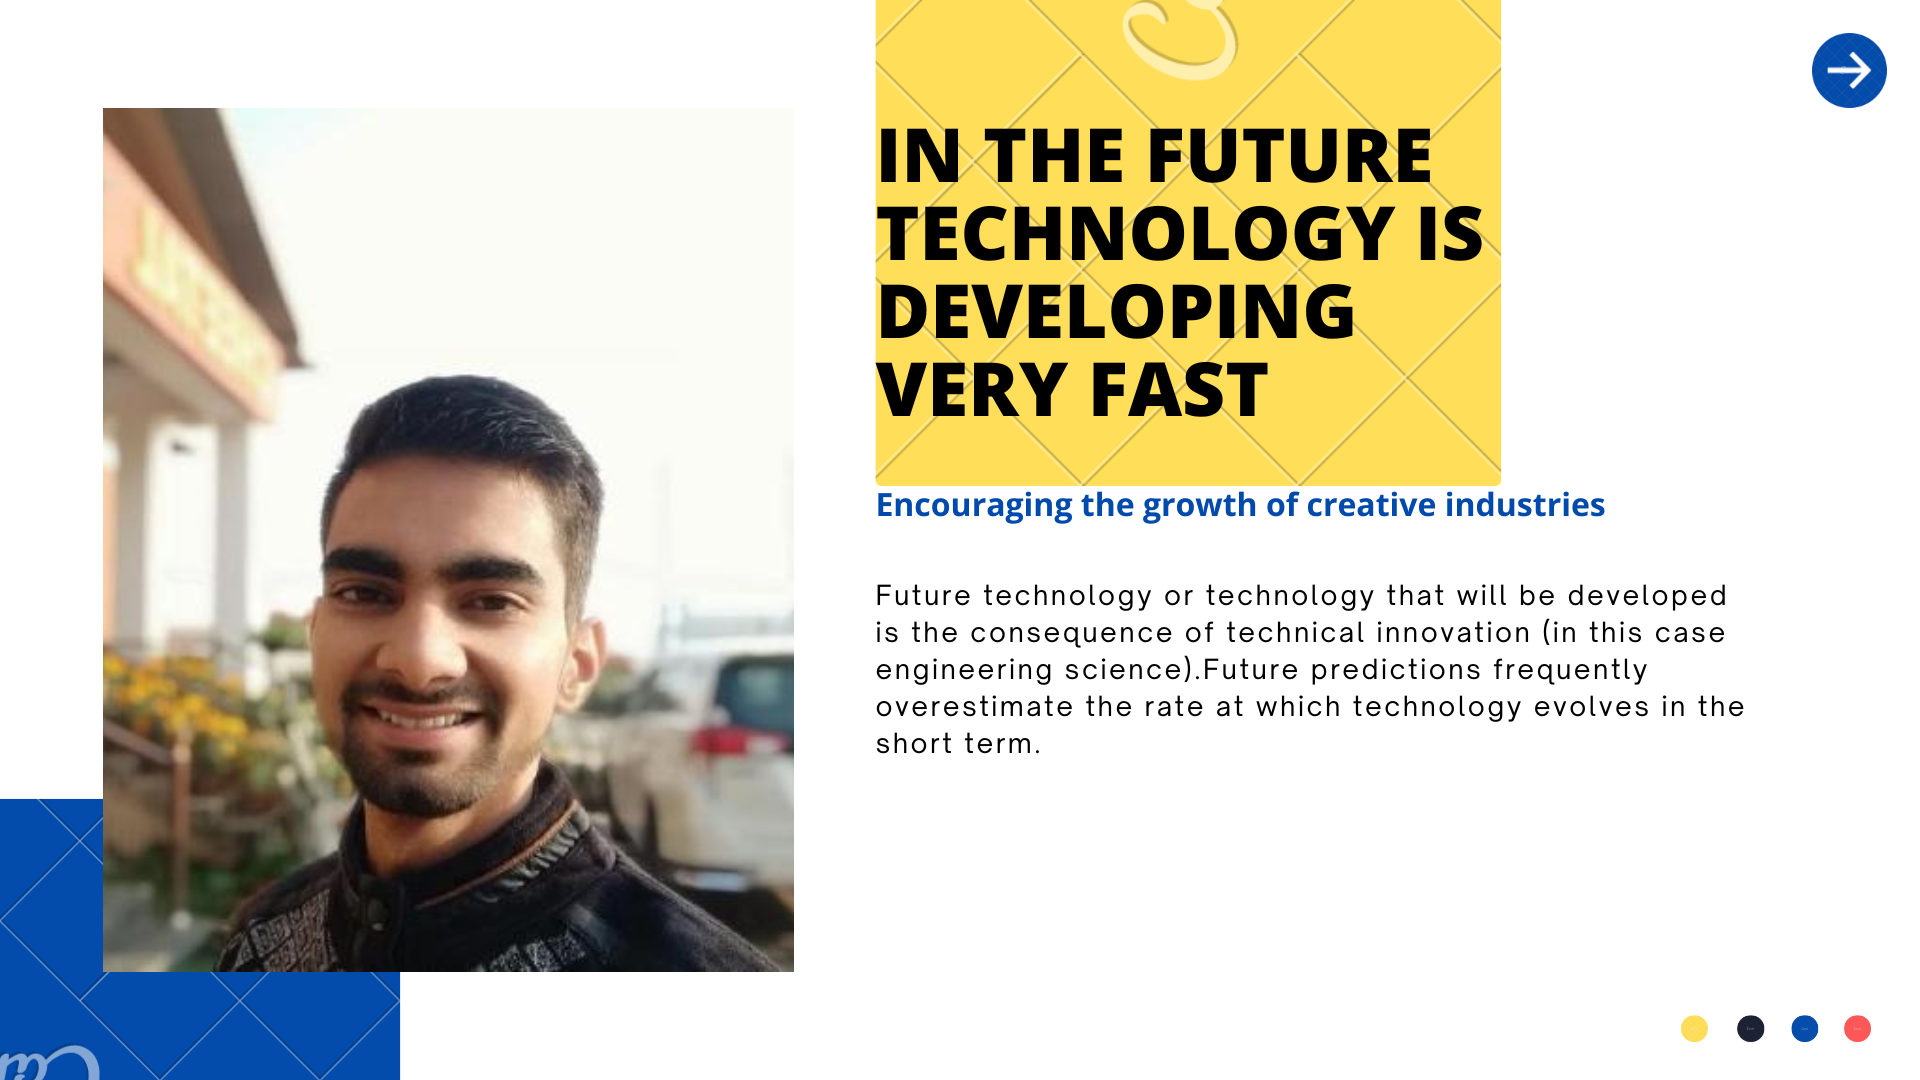 IN THE FUTURE
TECHNOLOGY IS
DEVELOPING
VERY FAST
Encouraging the growth of creative industries
Future technology or technology that will be developed
is the consequence of technical innovation (in this case
engineering science).Future predictions frequently
overestimate the rate at which technology evolves in the
short term.